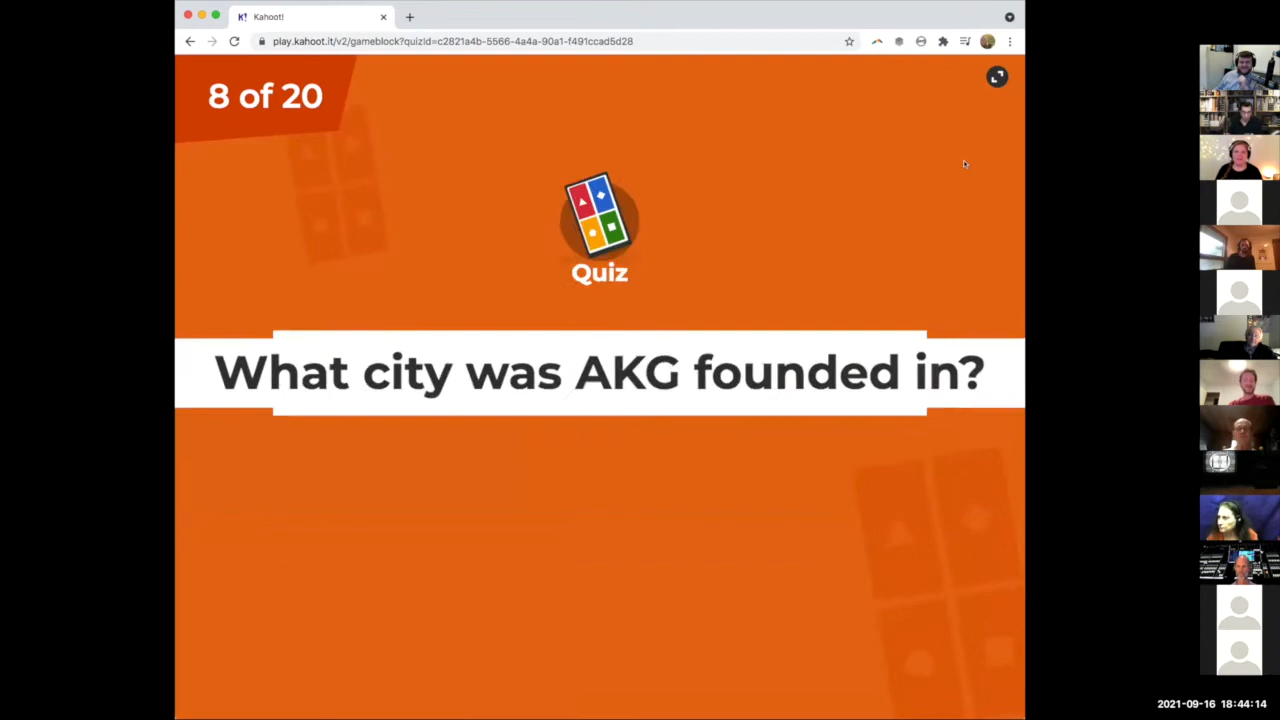 Kahoot!
play.kahoot.it/v2/gameblock?quizId=c2821a4b-5566-4a4a-90a1-f491ccad5d28
8 of 20
Quiz
What city was AKG founded in?
2021-09-16 18:44:14